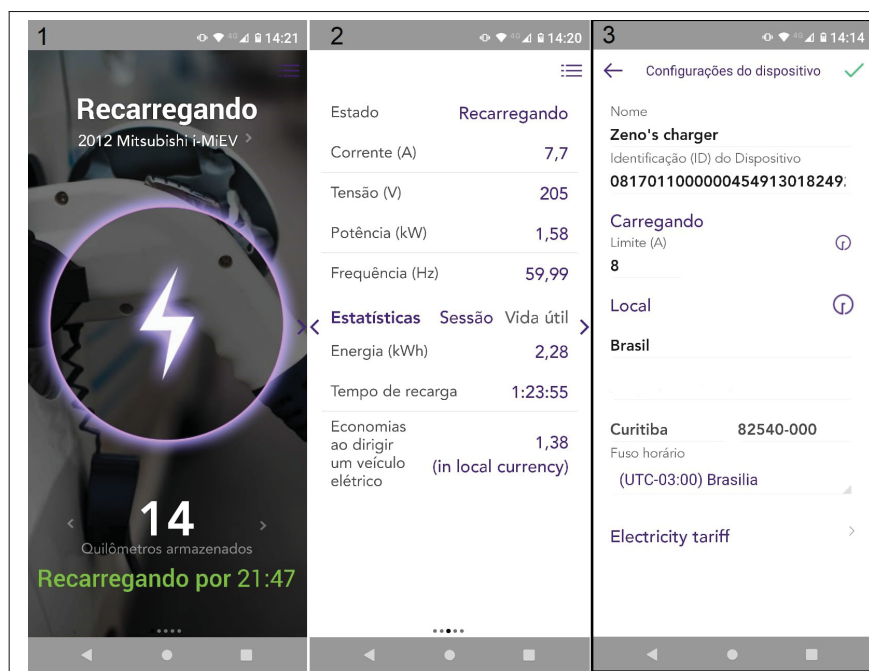 1
4G 14:21
Recarregando
2012 Mitsubishi i-MiEV
14
Quilômetros armazenados
Recarregando por 21:47
2
4G 14:20
Estado Recarregando
Corrente (A) 7,7
Tensão (V) 205
Potência (kW) 1,58
Frequência (Hz) 59,99
Estatísticas Sessão Vida útil
Energia (kWh) 2,28
Tempo de recarga 1:23:55
Economias
ao dirigir
um veículo
elétrico
1,38
(in local currency)
3
4G 14:14
Configurações do dispositivo
Nome
Zeno's charger
Identificação (ID) do Dispositivo
Carregando
Limite (A)
8
Local
Brasil
Curitiba 82540-000
Fuso horário
(UTC-03:00) Brasilia
Electricity tariff